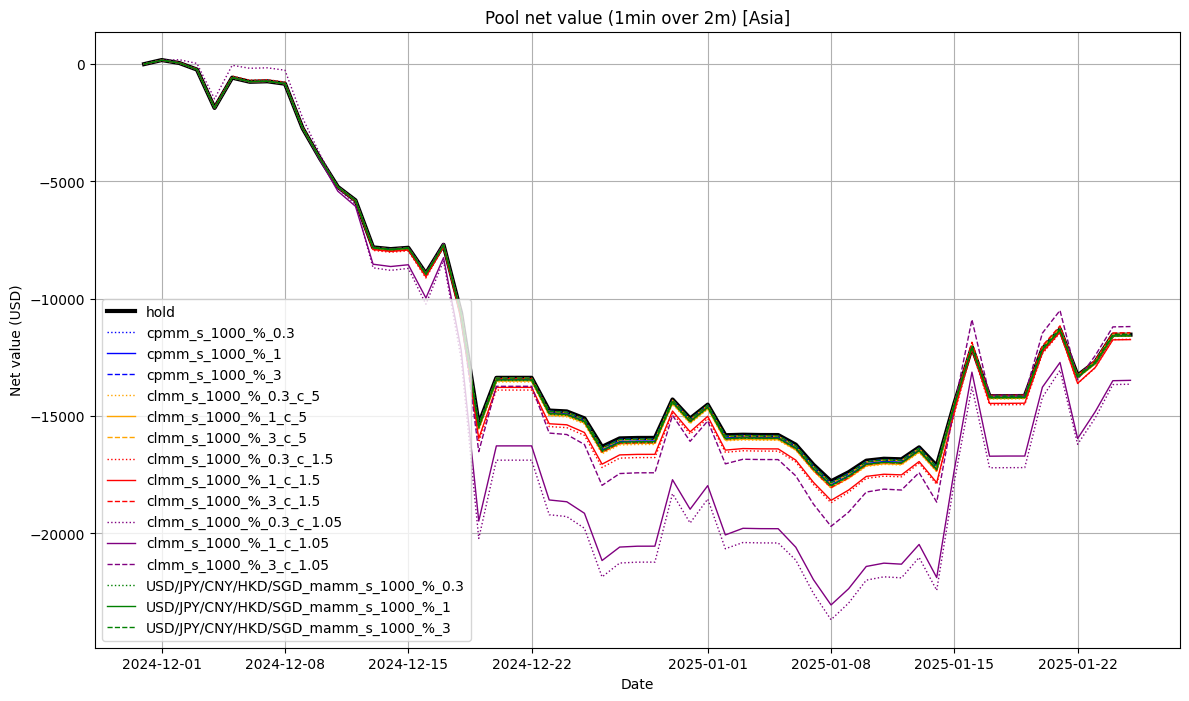 Pool net value (1min over 2m) [Asia]
Net value (USD)
0
−5000
−10000
−15000
−20000
hold
cpmm_s_1000_%_0.3
cpmm_s_1000_%_1
cpmm_s_1000_%_3
clmm_s_1000_%_0.3_c_5
clmm_s_1000_%_1_c_5
clmm_s_1000_%_3_c_5
clmm_s_1000_%_0.3_c_1.5
clmm_s_1000_%_1_c_1.5
clmm_s_1000_%_3_c_1.5
clmm_s_1000_%_0.3_c_1.05
clmm_s_1000_%_1_c_1.05
clmm_s_1000_%_3_c_1.05
USD/JPY/CNY/HKD/SGD_mamm_s_1000_%_0.3
USD/JPY/CNY/HKD/SGD_mamm_s_1000_%_1
USD/JPY/CNY/HKD/SGD_mamm_s_1000_%_3
2024-12-01
2024-12-08
2024-12-15
2024-12-22
2025-01-01
2025-01-08
2025-01-15
2025-01-22
Date